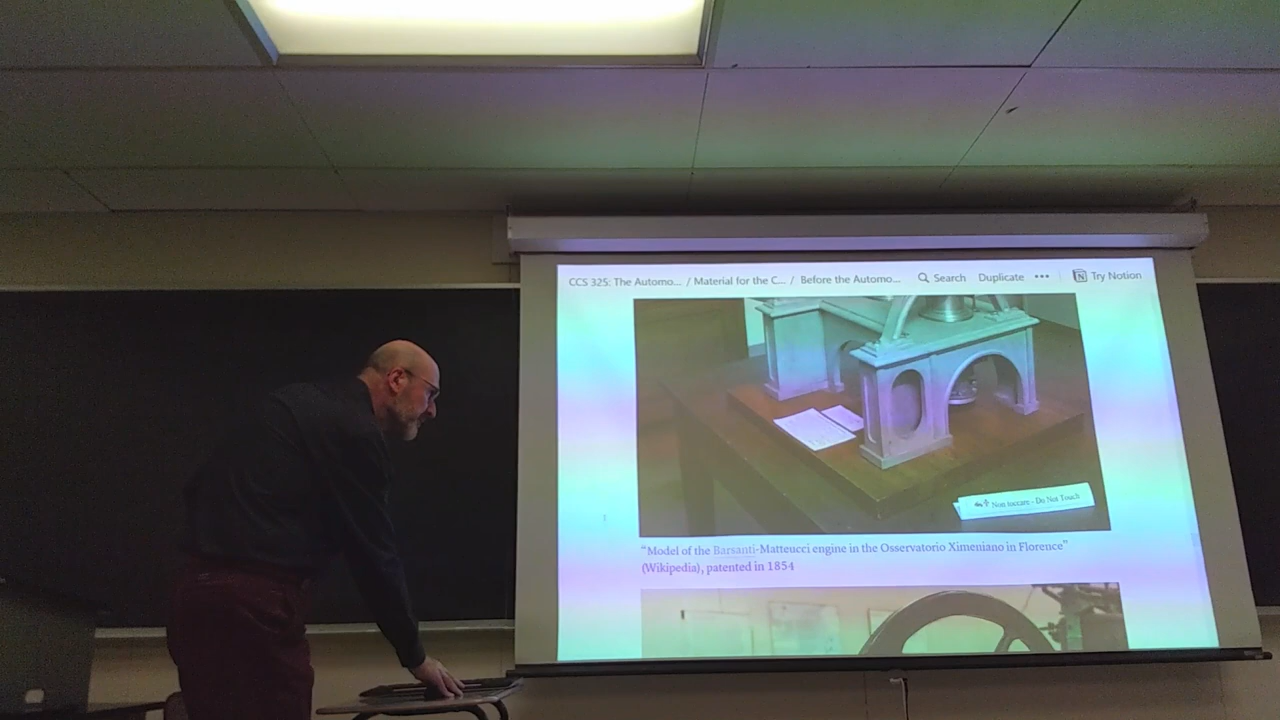 CCS 325: The Automo... / Material for the C... / Before the Automo... Search Duplicate ••• Try Notion
Non toccare - Do Not Touch
"Model of the Barsanti-Matteucci engine in the Osservatorio Ximeniano in Florence"
(Wikipedia), patented in 1854